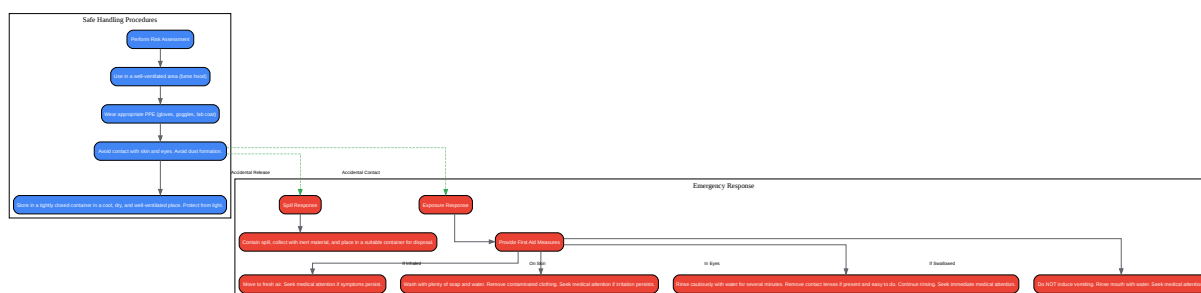 Safe Handling Procedures
Perform Risk Assessment
Use in a well-ventilated area (fume hood)
Wear appropriate PPE (gloves, goggles, lab coat)
Avoid contact with skin and eyes. Avoid dust formation.
Accidental Release
Accidental Contact
Store in a tightly closed container in a cool, dry, and well-ventilated place. Protect from light.
Emergency Response
Spill Response
Exposure Response
Contain spill, collect with inert material, and place in a suitable container for disposal.
Provide First Aid Measures
If Inhaled
On Skin
In Eyes
If Swallowed
Move to fresh air. Seek medical attention if symptoms persist.
Wash with plenty of soap and water. Remove contaminated clothing. Seek medical attention if irritation persists.
Rinse cautiously with water for several minutes. Remove contact lenses if present and easy to do. Continue rinsing. Seek immediate medical attention.
Do NOT induce vomiting. Rinse mouth with water. Seek medical